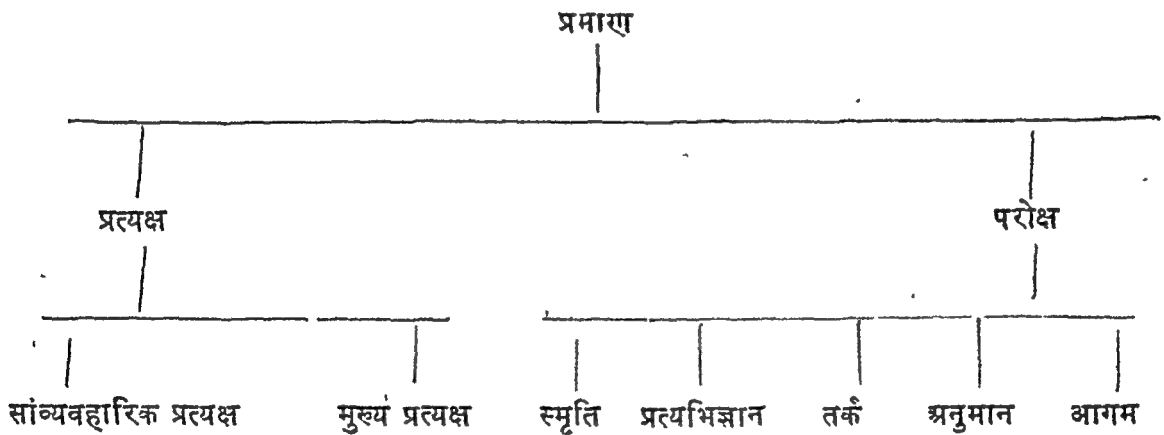 प्रमाण
प्रत्यक्ष परोक्ष
सांव्यवहारिक प्रत्यक्ष मुख्य प्रत्यक्ष स्मृति प्रत्यभिज्ञान तर्क अनुमान आगम